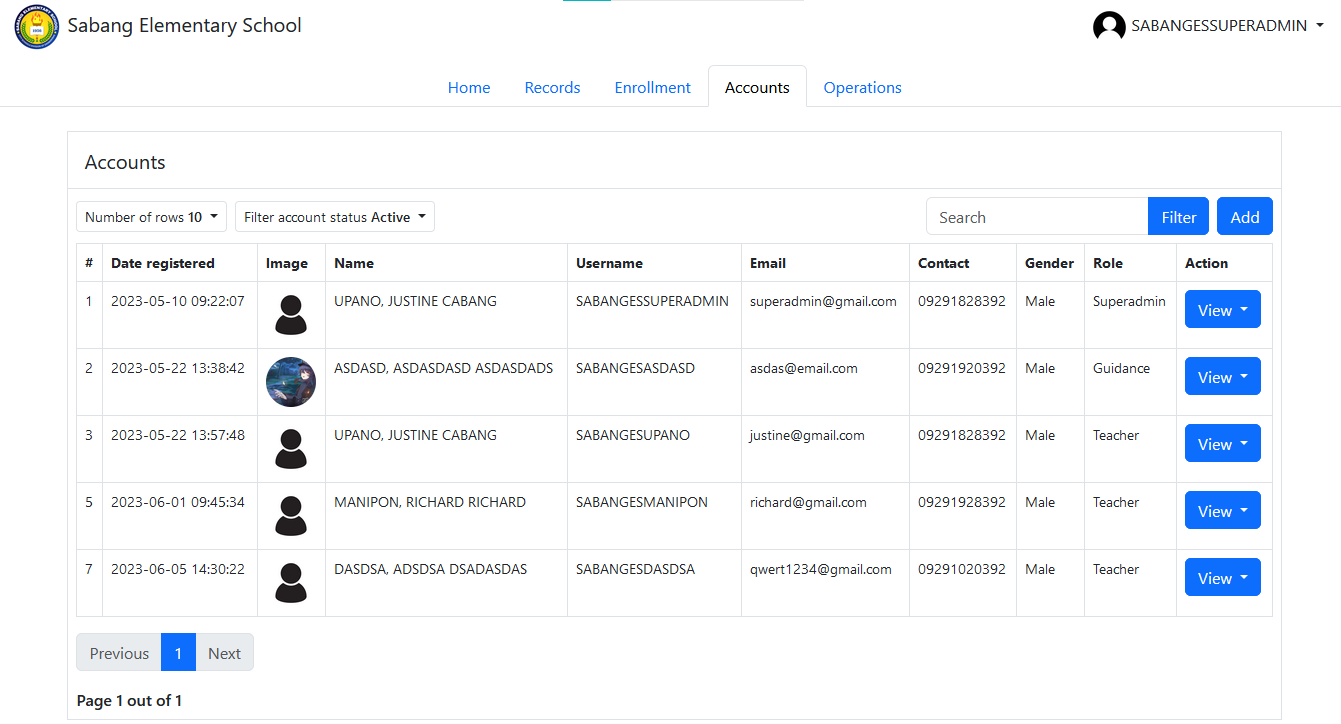 Sabang Elementary School
SABANGESSUPERADMIN
Home Records Enrollment Accounts Operations
Accounts
Number of rows 10 Filter account status Active Search Filter Add
# Date registered Image Name Username Email Contact Gender Role Action
1 2023-05-10 09:22:07 UPANO, JUSTINE CABANG SABANGESSUPERADMIN superadmin@gmail.com 09291828392 Male Superadmin View
2 2023-05-22 13:38:42 ASDASD, ASDASDASD ASDASDADS SABANGESASDASD asdas@email.com 09291920392 Male Guidance View
3 2023-05-22 13:57:48 UPANO, JUSTINE CABANG SABANGESUPANO justine@gmail.com 09291828392 Male Teacher View
5 2023-06-01 09:45:34 MANIPON, RICHARD RICHARD SABANGESMANIPON richard@gmail.com 09291928392 Male Teacher View
7 2023-06-05 14:30:22 DASDSA, ADSDSA DSADASDAS SABANGESDASDSA qwert1234@gmail.com 09291020392 Male Teacher View
Previous 1 Next
Page 1 out of 1